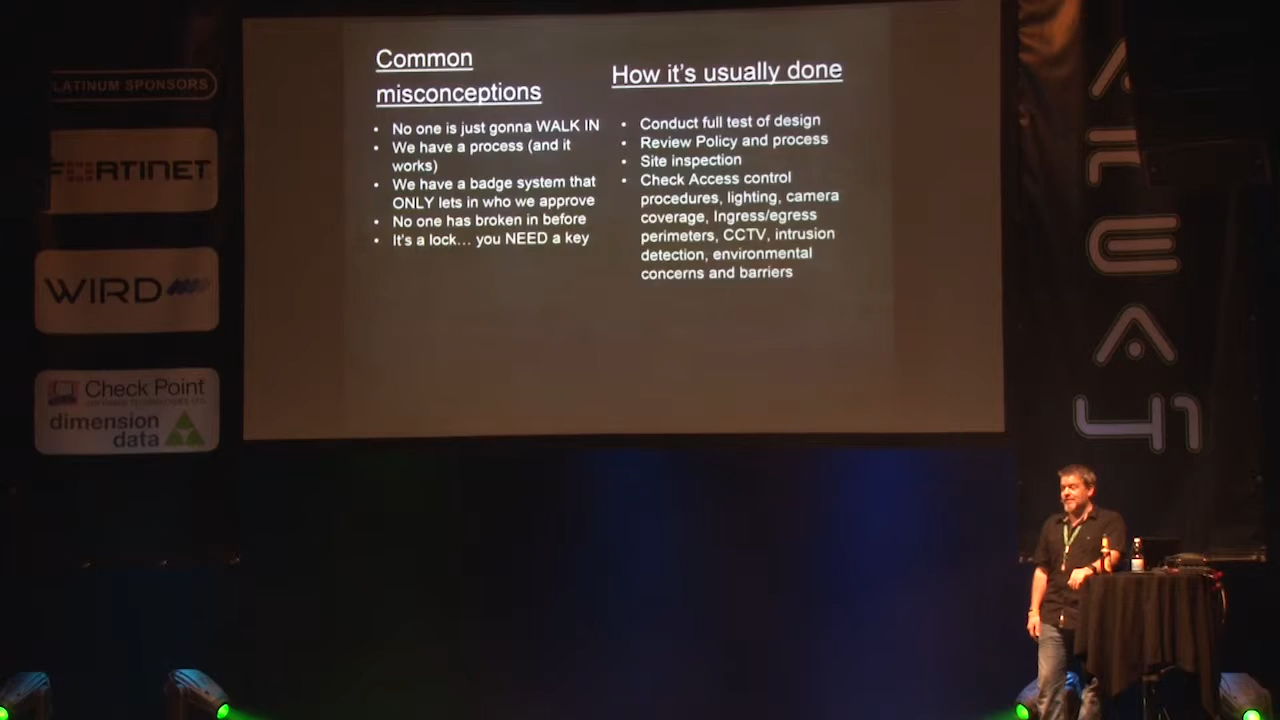 LATINUM SPONSORS
FORTINET
WIRD
Check Point
dimension
data
Common
misconceptions
• No one is just gonna WALK IN
• We have a process (and it
works)
• We have a badge system that
ONLY lets in who we approve
• No one has broken in before
• It's a lock... you NEED a key
How it's usually done
• Conduct full test of design
• Review Policy and process
• Site inspection
• Check Access control
procedures, lighting, camera
coverage, Ingress/egress
perimeters, CCTV, intrusion
detection, environmental
concerns and barriers
AREA
41